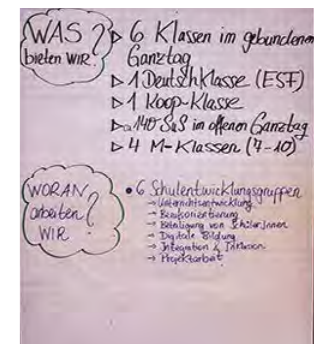 WAS bieten WIR?
▷ 6 Klassen im gebundenen Ganztag
▷ 1 Deutschklasse (ESF)
▷ 1 Koop-Klasse
▷ ca. 140 SuS im offenen Ganztag
▷ 4 M-Klassen (7-10)
WORAN arbeiten WIR?
• 6 Schulentwicklungsgruppen
→ Unterrichtsentwicklung
→ Berufsorientierung
→ Beteiligung von Schüler.innen
→ Digitale Bildung
→ Integration & Inklusion
→ Projektarbeit